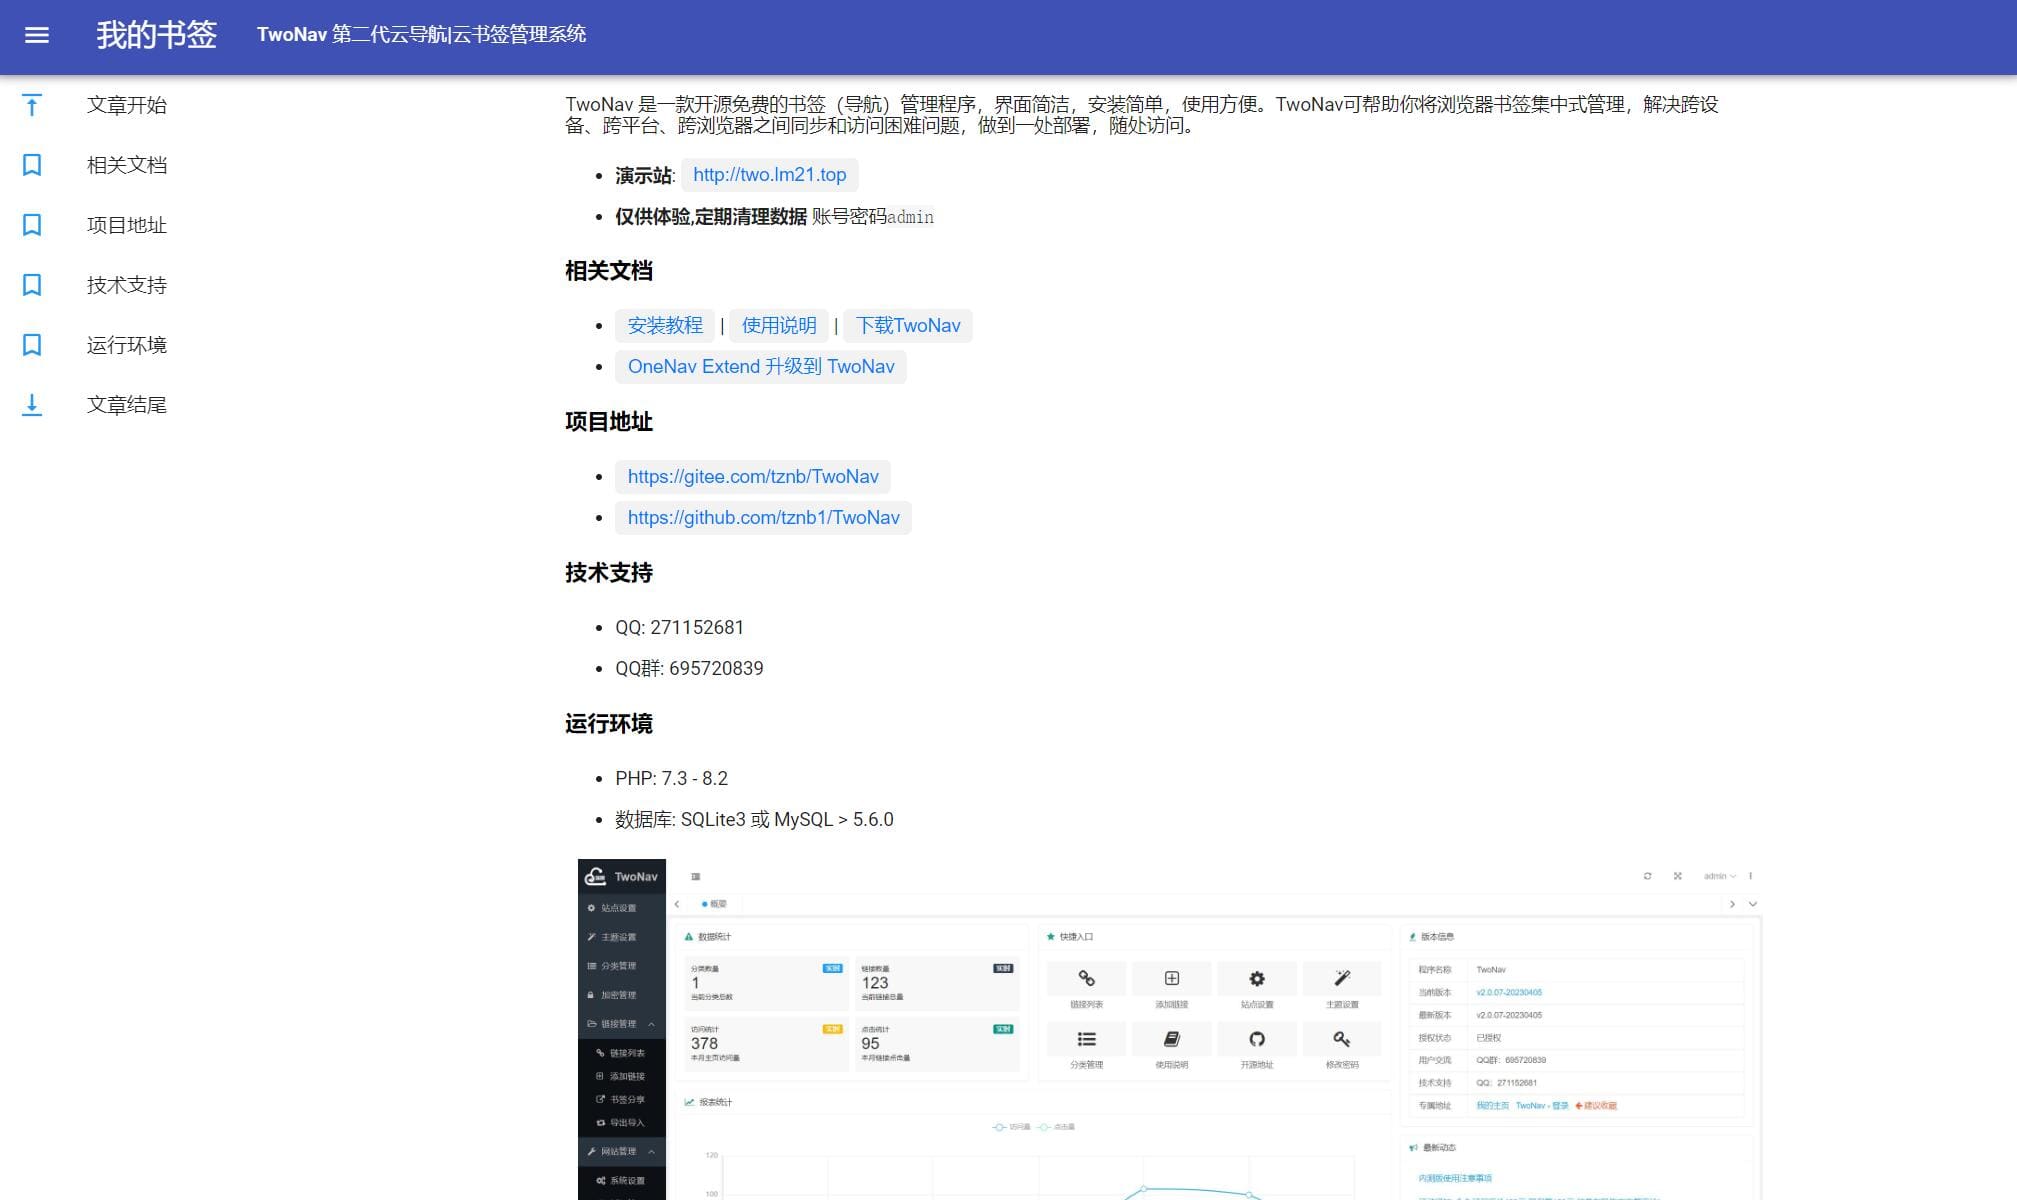 我的书签
TwoNav 第二代云导航|云书签管理系统
文章开始
相关文档
项目地址
技术支持
运行环境
文章结尾
TwoNav 是一款开源免费的书签（导航）管理程序，界面简洁，安装简单，使用方便。TwoNav可帮助你将浏览器书签集中式管理，解决跨设
备、跨平台、跨浏览器之间同步和访问困难问题，做到一处部署，随处访问。
演示站: http://two.lm21.top
仅供体验,定期清理数据 账号密码admin
相关文档
安装教程 | 使用说明 | 下载TwoNav
OneNav Extend 升级到 TwoNav
项目地址
https://gitee.com/tznb/TwoNav
https://github.com/tznb1/TwoNav
技术支持
QQ: 271152681
QQ群: 695720839
运行环境
PHP: 7.3 - 8.2
数据库: SQLite3 或 MySQL > 5.6.0
TwoNav
admin
概要
站点设置
主题设置
分类管理
加密管理
链接管理
链接列表
添加链接
书签分享
导出导入
网站管理
系统设置
数据统计
分类数量 实时
1
当前分类总数
链接数量 实时
123
当前链接总量
访问统计 实时
378
本月主页访问量
点击统计 实时
95
本月链接点击量
快捷入口
链接列表 添加链接 站点设置 主题设置
分类管理 使用说明 开源地址 修改密码
报表统计
访问量 点击量
120
100
版本信息
程序名称 TwoNav
当前版本 v2.0.07-20230405
最新版本 v2.0.07-20230405
授权状态 已授权
用户交流 QQ群：695720839
技术支持 QQ：271152681
专属地址 我的主页 TwoNav - 登录 建议收藏
最新动态
内测版使用注意事项